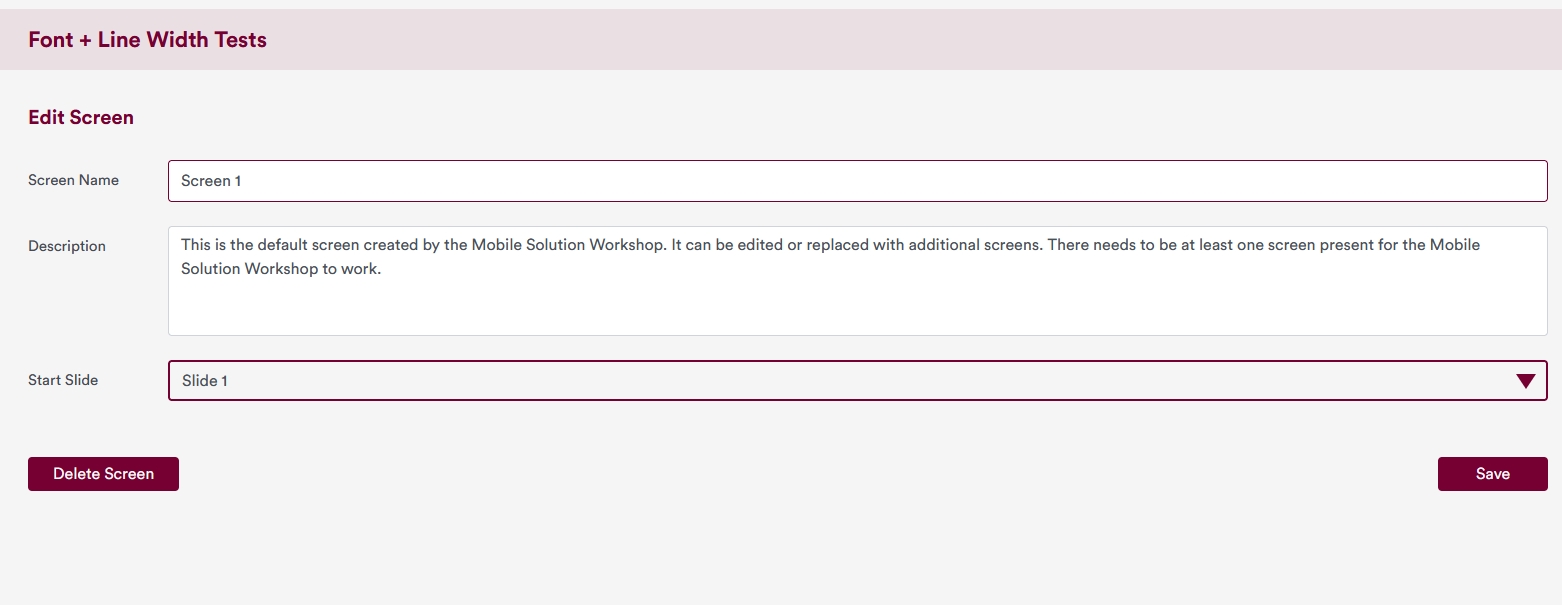 Font + Line Width Tests
Edit Screen
Screen Name
Screen 1
Description
This is the default screen created by the Mobile Solution Workshop. It can be edited or replaced with additional screens. There needs to be at least one screen present for the Mobile
Solution Workshop to work.
Start Slide
Slide 1
Delete Screen
Save